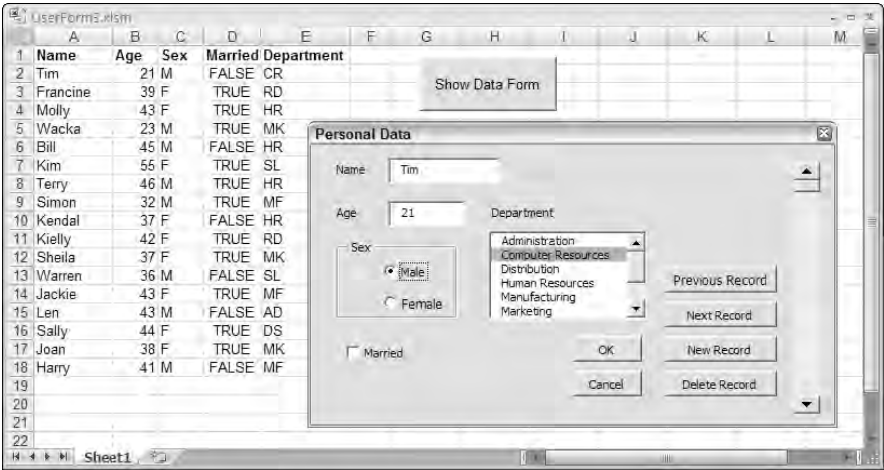 UserForm3.xlsm
A B C D E F G H I J K L M
1 Name Age Sex Married Department
2 Tim 21 M FALSE CR
3 Francine 39 F TRUE RD
4 Molly 43 F TRUE HR
5 Wacka 23 M TRUE MK
6 Bill 45 M FALSE HR
7 Kim 55 F TRUE SL
8 Terry 46 M TRUE HR
9 Simon 32 M TRUE MF
10 Kendal 37 F FALSE HR
11 Kielly 42 F TRUE RD
12 Sheila 37 F TRUE MK
13 Warren 36 M FALSE SL
14 Jackie 43 F TRUE MF
15 Len 43 M FALSE AD
16 Sally 44 F TRUE DS
17 Joan 38 F TRUE MK
18 Harry 41 M FALSE MF
19
20
21
22
Show Data Form
Personal Data
Name Tim
Age 21
Department
Sex
Male
Female
Administration
Computer Resources
Distribution
Human Resources
Manufacturing
Marketing
Married
OK
Cancel
Previous Record
Next Record
New Record
Delete Record
Sheet1